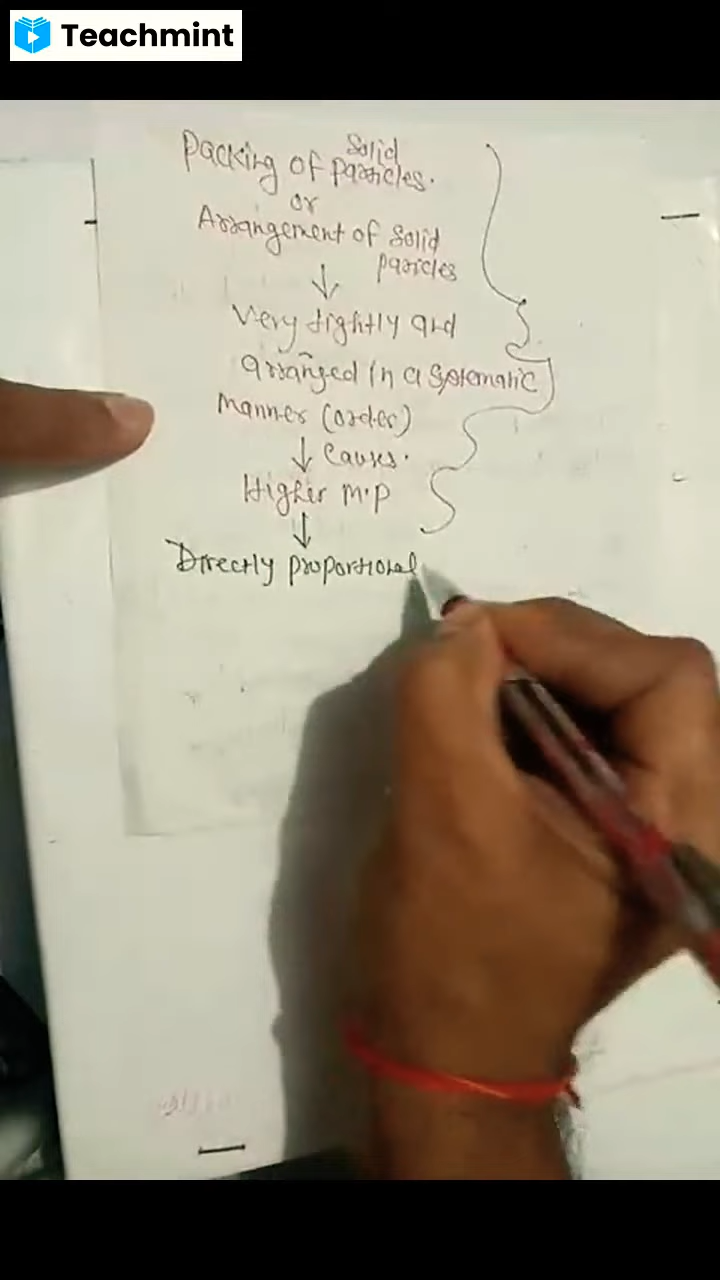 Teachmint
Packing of Solid particles.
or
Arrangement of Solid
particles
Very tightly and
arranged in a systematic
manner (order)
causes.
Higher M.P
Directly proportional